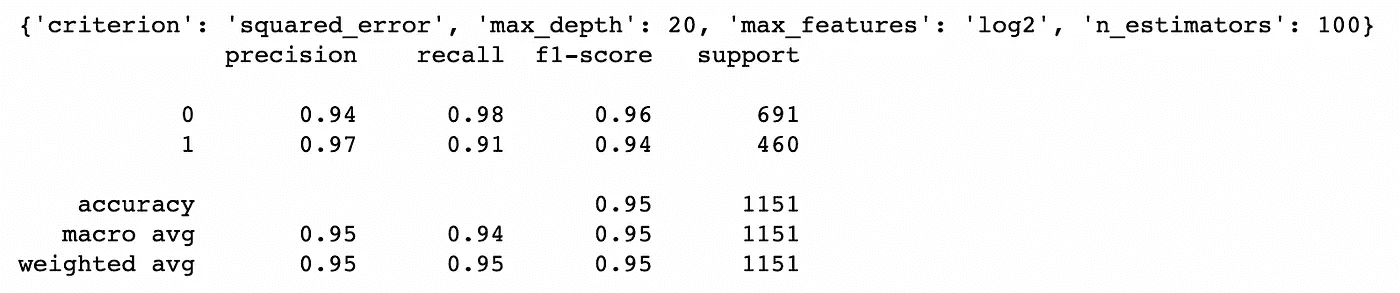 {'criterion': 'squared_error', 'max_depth': 20, 'max_features': 'log2', 'n_estimators': 100}
precision recall f1-score support
0 0.94 0.98 0.96 691
1 0.97 0.91 0.94 460
accuracy 0.95 1151
macro avg 0.95 0.94 0.95 1151
weighted avg 0.95 0.95 0.95 1151